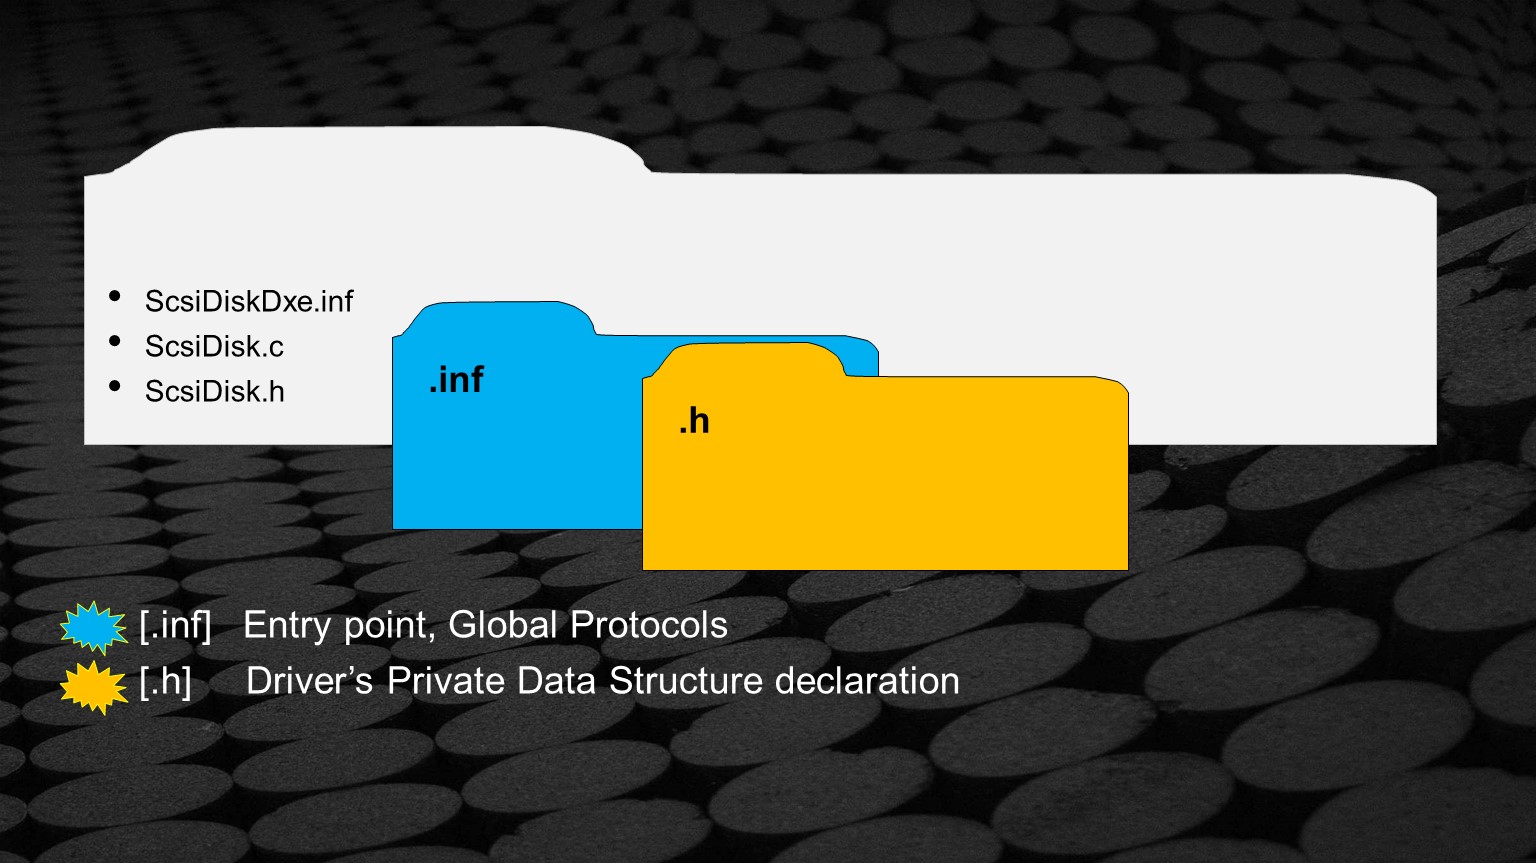 ScsiDiskDxe.inf
ScsiDisk.c
ScsiDisk.h
.inf
.h
[.inf] Entry point, Global Protocols
[.h] Driver’s Private Data Structure declaration